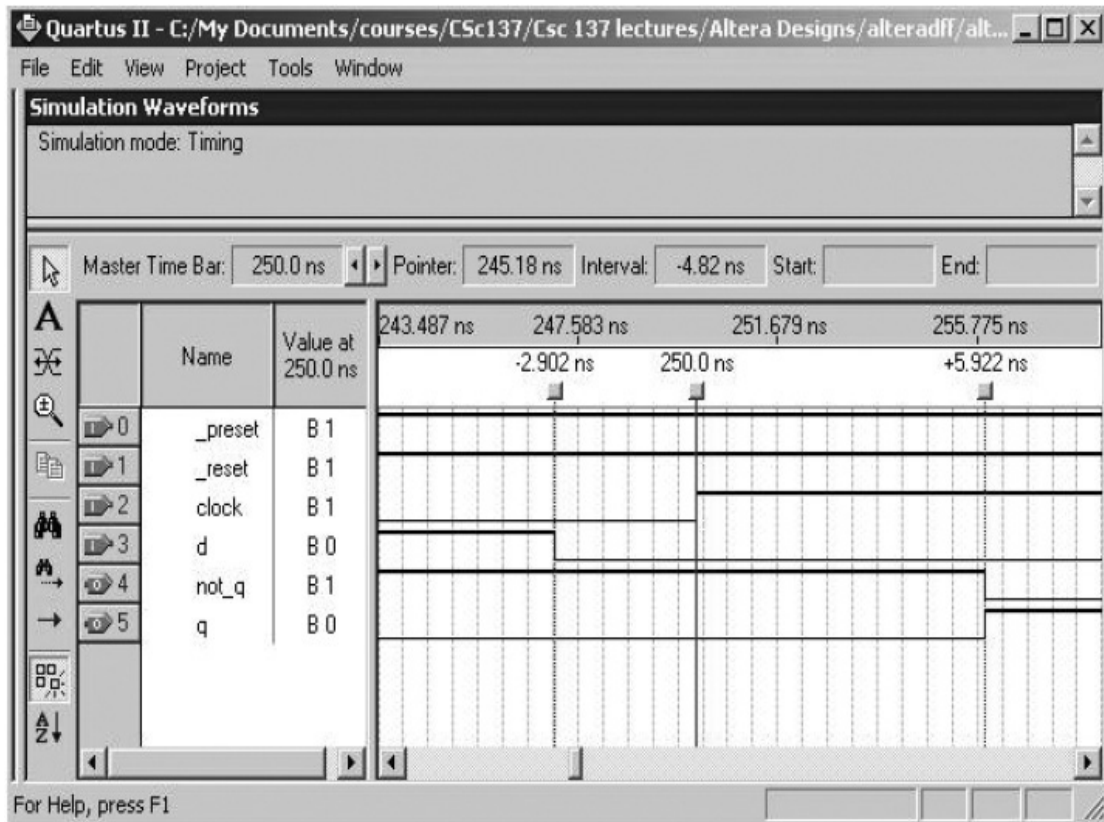 Quartus II - C:/My Documents/courses/CSc137/Csc 137 lectures/Altera Designs/alteradff/alt...
File Edit View Project Tools Window
Simulation Waveforms
Simulation mode: Timing
Master Time Bar: 250.0 ns Pointer: 245.18 ns Interval: -4.82 ns Start: End:
Name
Value at
250.0 ns
243.487 ns 247.583 ns 251.679 ns 255.775 ns
-2.902 ns 250.0 ns +5.922 ns
0 _preset B 1
1 _reset B 1
2 clock B 1
3 d B 0
4 not_q B 1
5 q B 0
For Help, press F1